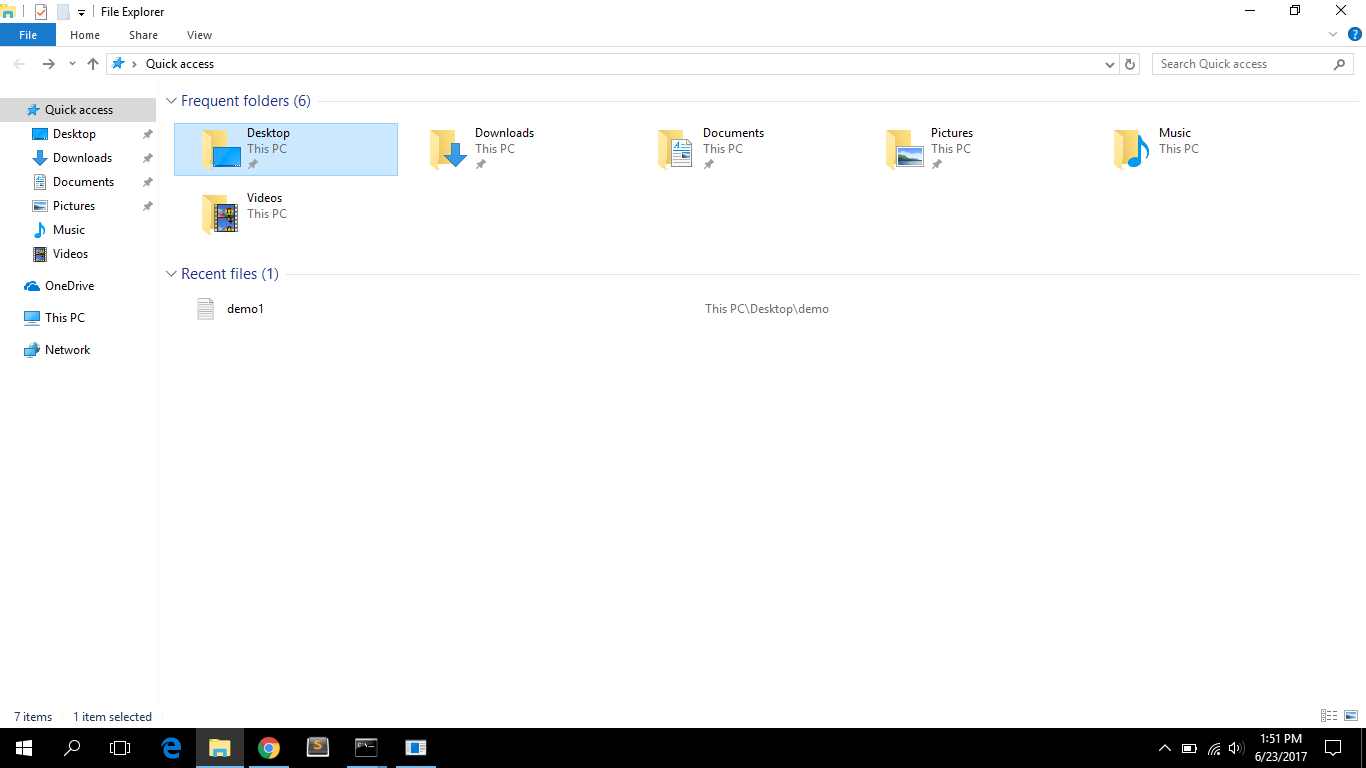 File Explorer
File Home Share View
Quick access
Search Quick access
Quick access
Desktop
Downloads
Documents
Pictures
Music
Videos
OneDrive
This PC
Network
Frequent folders (6)
Desktop
This PC
Downloads
This PC
Documents
This PC
Pictures
This PC
Music
This PC
Videos
This PC
Recent files (1)
demo1 This PC\Desktop\demo
7 items 1 item selected
1:51 PM
6/23/2017